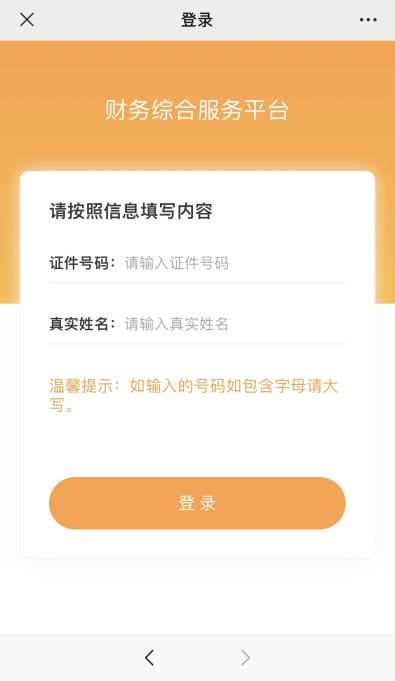 登录
财务综合服务平台
请按照信息填写内容
证件号码：请输入证件号码
真实姓名：请输入真实姓名
温馨提示：如输入的号码如包含字母请大
写。
登 录